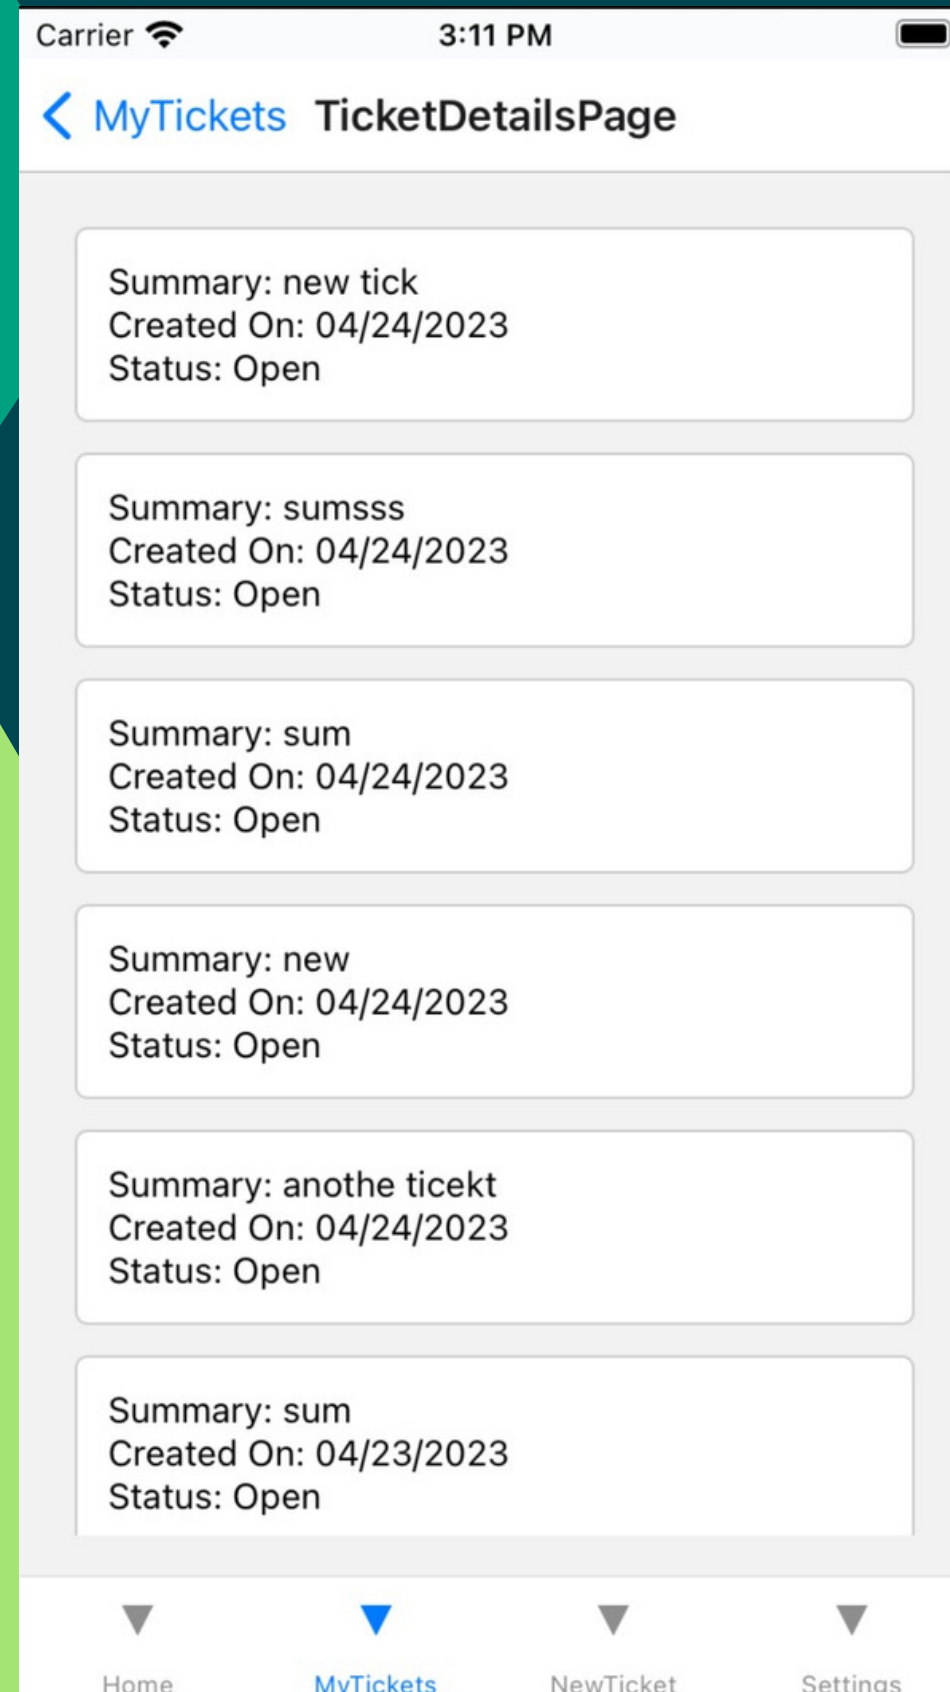 Carrier 3:11 PM
MyTickets TicketDetailsPage
Summary: new tick
Created On: 04/24/2023
Status: Open
Summary: sumsss
Created On: 04/24/2023
Status: Open
Summary: sum
Created On: 04/24/2023
Status: Open
Summary: new
Created On: 04/24/2023
Status: Open
Summary: anothe ticekt
Created On: 04/24/2023
Status: Open
Summary: sum
Created On: 04/23/2023
Status: Open
Home MyTickets NewTicket Settings